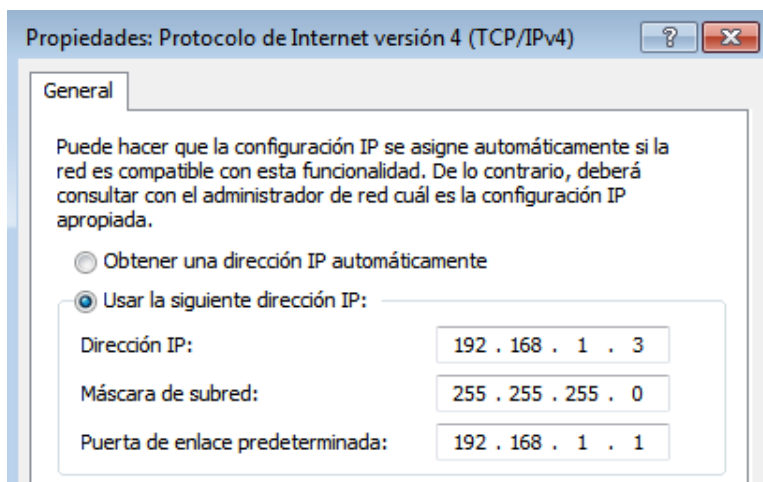 Propiedades: Protocolo de Internet versión 4 (TCP/IPv4)
General
Puede hacer que la configuración IP se asigne automáticamente si la
red es compatible con esta funcionalidad. De lo contrario, deberá
consultar con el administrador de red cuál es la configuración IP
apropiada.
Obtener una dirección IP automáticamente
Usar la siguiente dirección IP:
Dirección IP: 192 . 168 . 1 . 3
Máscara de subred: 255 . 255 . 255 . 0
Puerta de enlace predeterminada: 192 . 168 . 1 . 1